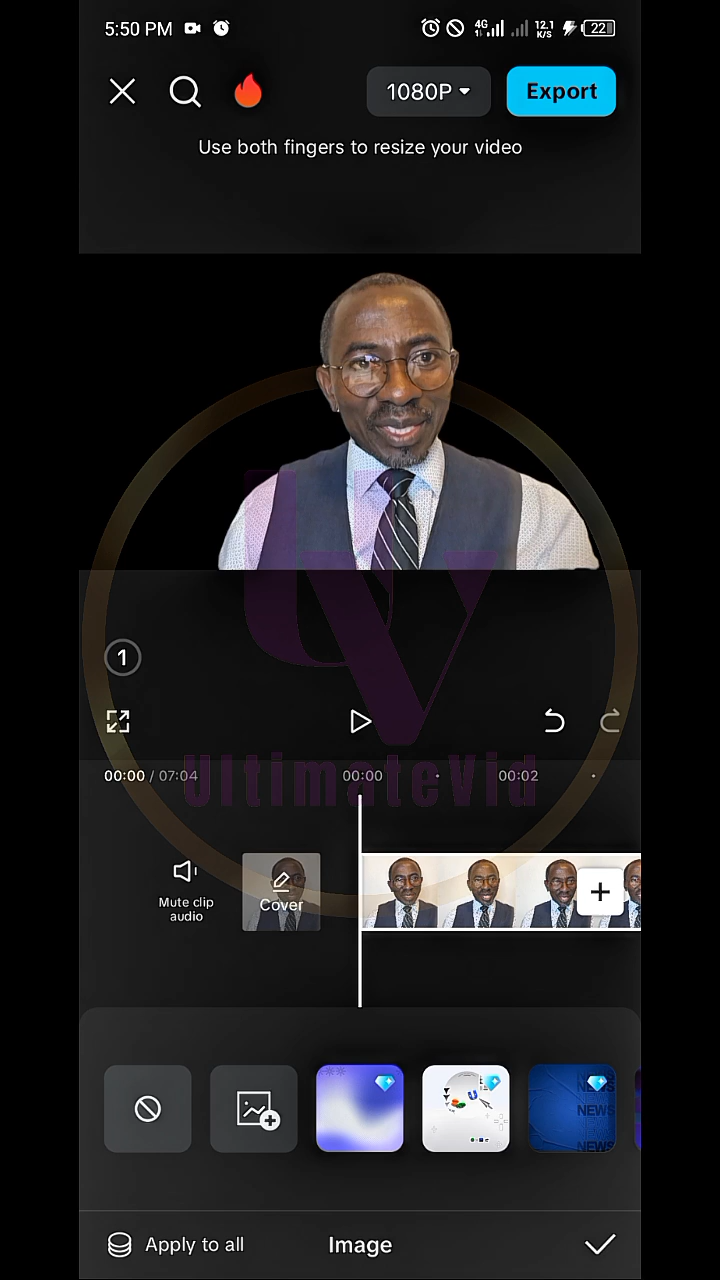 5:50 PM
4G
12.1
K/S
22
1080P
Export
Use both fingers to resize your video
1
00:00 / 07:04
00:00
00:02
UltimateVid
Mute clip
audio
Cover
NEWS
NEWS
NEWS
Apply to all
Image